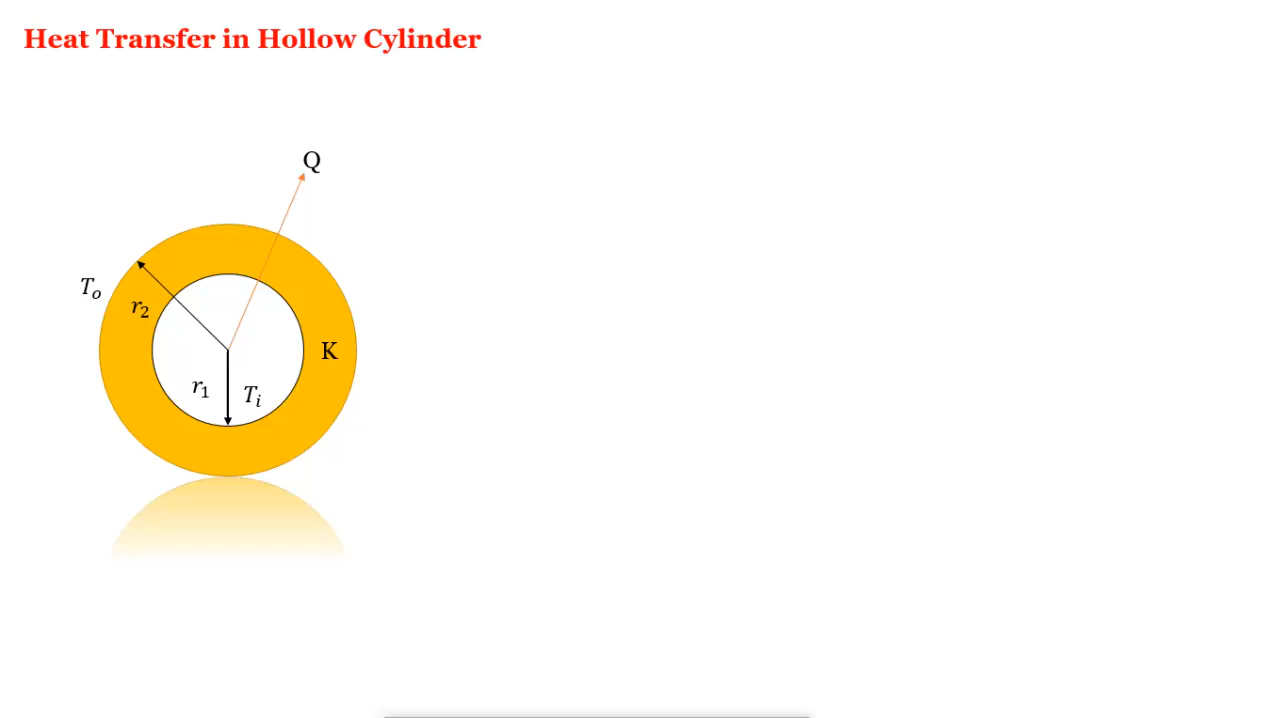 Heat Transfer in Hollow Cylinder
Q
T_o
r_2
K
r_1
T_i